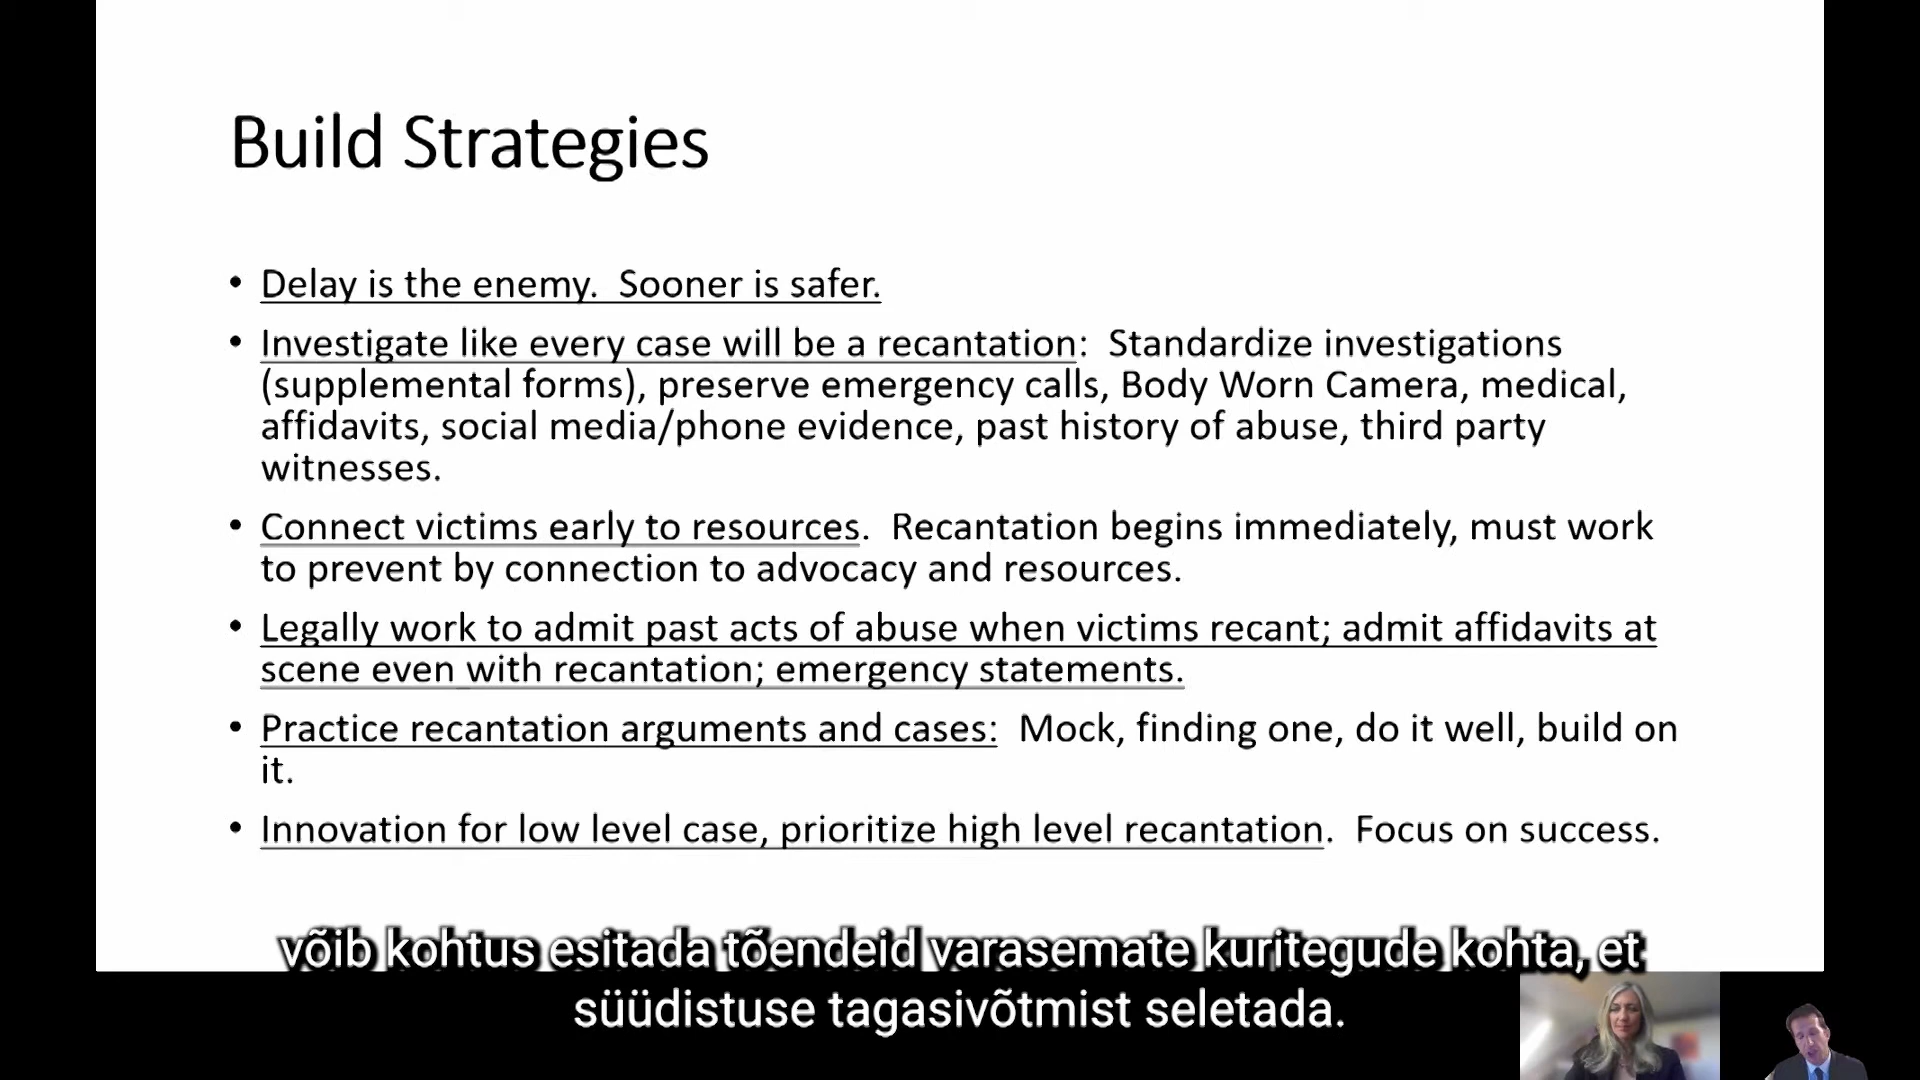 Build Strategies
• Delay is the enemy.  Sooner is safer.
• Investigate like every case will be a recantation:  Standardize investigations
(supplemental forms), preserve emergency calls, Body Worn Camera, medical,
affidavits, social media/phone evidence, past history of abuse, third party
witnesses.
• Connect victims early to resources.  Recantation begins immediately, must work
to prevent by connection to advocacy and resources.
• Legally work to admit past acts of abuse when victims recant; admit affidavits at
scene even with recantation; emergency statements.
• Practice recantation arguments and cases:  Mock, finding one, do it well, build on
it.
• Innovation for low level case, prioritize high level recantation.  Focus on success.
võib kohtus esitada tõendeid varasemate kuritegude kohta, et
süüdistuse tagasivõtmist seletada.